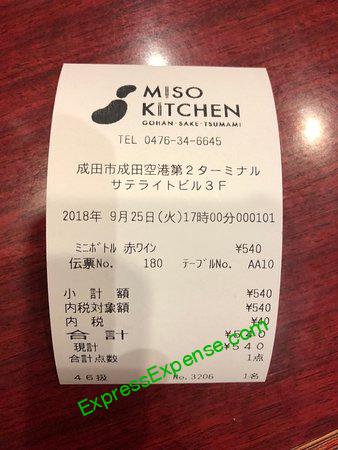 MISO
KITCHEN
GOHAN・SAKE・TSUMAMI
TEL 0476-34-6645
成田市成田空港第2ターミナル
サテライトビル3F
2018年 9月25日(火)17時00分000101
ミニボトル 赤ワイン ¥540
伝票No. 180 テーブルNo. AA10
小計額 ¥540
内税対象額 ¥540
内 税 ¥40
合計 ¥540
現計 ¥540
合計点数 1点
46扱 No.3206 1名
ExpressExpense.com